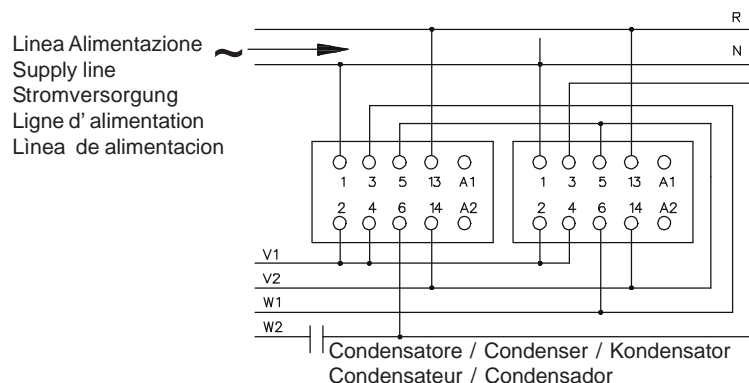 R
Linea Alimentazione ~
N
Supply line
Stromversorgung
Ligne d' alimentation
Lìnea de alimentacion
1 3 5 13 A1
1 3 5 13 A1
2 4 6 14 A2
2 4 6 14 A2
V1
V2
W1
W2
Condensatore / Condenser / Kondensator
Condensateur / Condensador